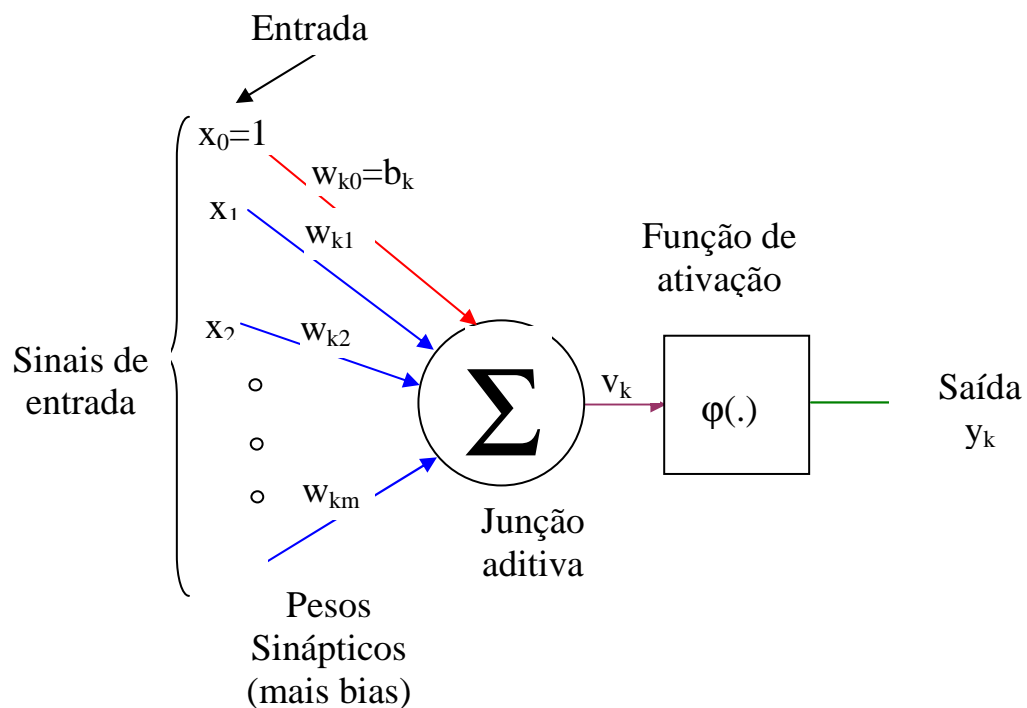 Entrada
x₀=1
wₖ₀=bₖ
x₁
wₖ₁
Função de
ativação
x₂
wₖ₂
Sinais de
entrada
Σ
vₖ
φ(.)
Saída
yₖ
wₖₘ
Junção
aditiva
Pesos
Sinápticos
(mais bias)